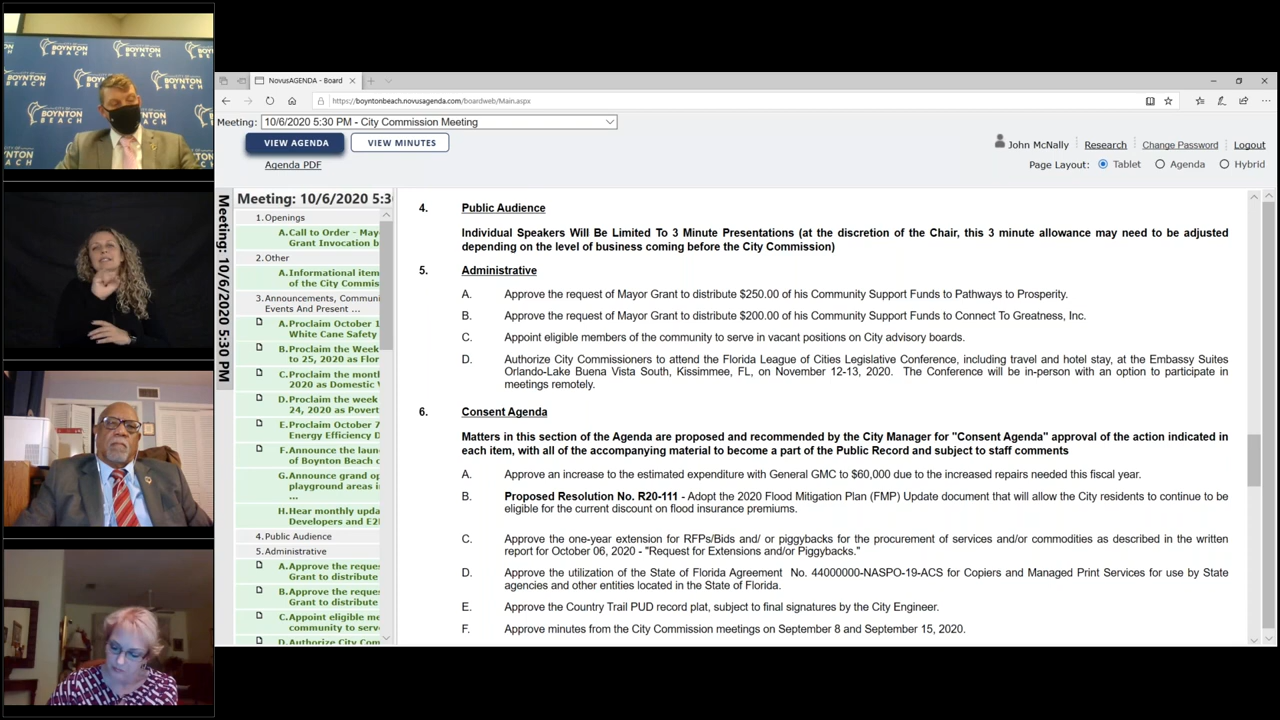 CITY OF
BOYNTON
BEACH
NovusAGENDA - Board
https://boyntonbeach.novusagenda.com/boardweb/Main.aspx
Meeting: 10/6/2020 5:30 PM - City Commission Meeting
VIEW AGENDA VIEW MINUTES
Agenda PDF
John McNally Research Change Password Logout
Page Layout: Tablet Agenda Hybrid
Meeting: 10/6/2020 5:30 PM
Meeting: 10/6/2020 5:3
1.Openings
A.Call to Order - May
Grant Invocation b
2.Other
A.Informational item
of the City Commis
3.Announcements, Commun
Events And Present ...
A.Proclaim October 1
White Cane Safety
B.Proclaim the Week
to 25, 2020 as Flor
C.Proclaim the month
2020 as Domestic V
D.Proclaim the week
24, 2020 as Povert
E.Proclaim October 7
Energy Efficiency D
F.Announce the laun
of Boynton Beach c
G.Announce grand op
playground areas i
...
H.Hear monthly upda
Developers and E2
4.Public Audience
5.Administrative
A.Approve the reque
Grant to distribute
B.Approve the reque
Grant to distribute
C.Appoint eligible me
community to serv
D.Authorize City Com
4. Public Audience
Individual Speakers Will Be Limited To 3 Minute Presentations (at the discretion of the Chair, this 3 minute allowance may need to be adjusted
depending on the level of business coming before the City Commission)
5. Administrative
A. Approve the request of Mayor Grant to distribute $250.00 of his Community Support Funds to Pathways to Prosperity.
B. Approve the request of Mayor Grant to distribute $200.00 of his Community Support Funds to Connect To Greatness, Inc.
C. Appoint eligible members of the community to serve in vacant positions on City advisory boards.
D. Authorize City Commissioners to attend the Florida League of Cities Legislative Conference, including travel and hotel stay, at the Embassy Suites
Orlando-Lake Buena Vista South, Kissimmee, FL, on November 12-13, 2020. The Conference will be in-person with an option to participate in
meetings remotely.
6. Consent Agenda
Matters in this section of the Agenda are proposed and recommended by the City Manager for "Consent Agenda" approval of the action indicated in
each item, with all of the accompanying material to become a part of the Public Record and subject to staff comments
A. Approve an increase to the estimated expenditure with General GMC to $60,000 due to the increased repairs needed this fiscal year.
B. Proposed Resolution No. R20-111 - Adopt the 2020 Flood Mitigation Plan (FMP) Update document that will allow the City residents to continue to be
eligible for the current discount on flood insurance premiums.
C. Approve the one-year extension for RFPs/Bids and/ or piggybacks for the procurement of services and/or commodities as described in the written
report for October 06, 2020 - "Request for Extensions and/or Piggybacks."
D. Approve the utilization of the State of Florida Agreement No. 44000000-NASPO-19-ACS for Copiers and Managed Print Services for use by State
agencies and other entities located in the State of Florida.
E. Approve the Country Trail PUD record plat, subject to final signatures by the City Engineer.
F. Approve minutes from the City Commission meetings on September 8 and September 15, 2020.